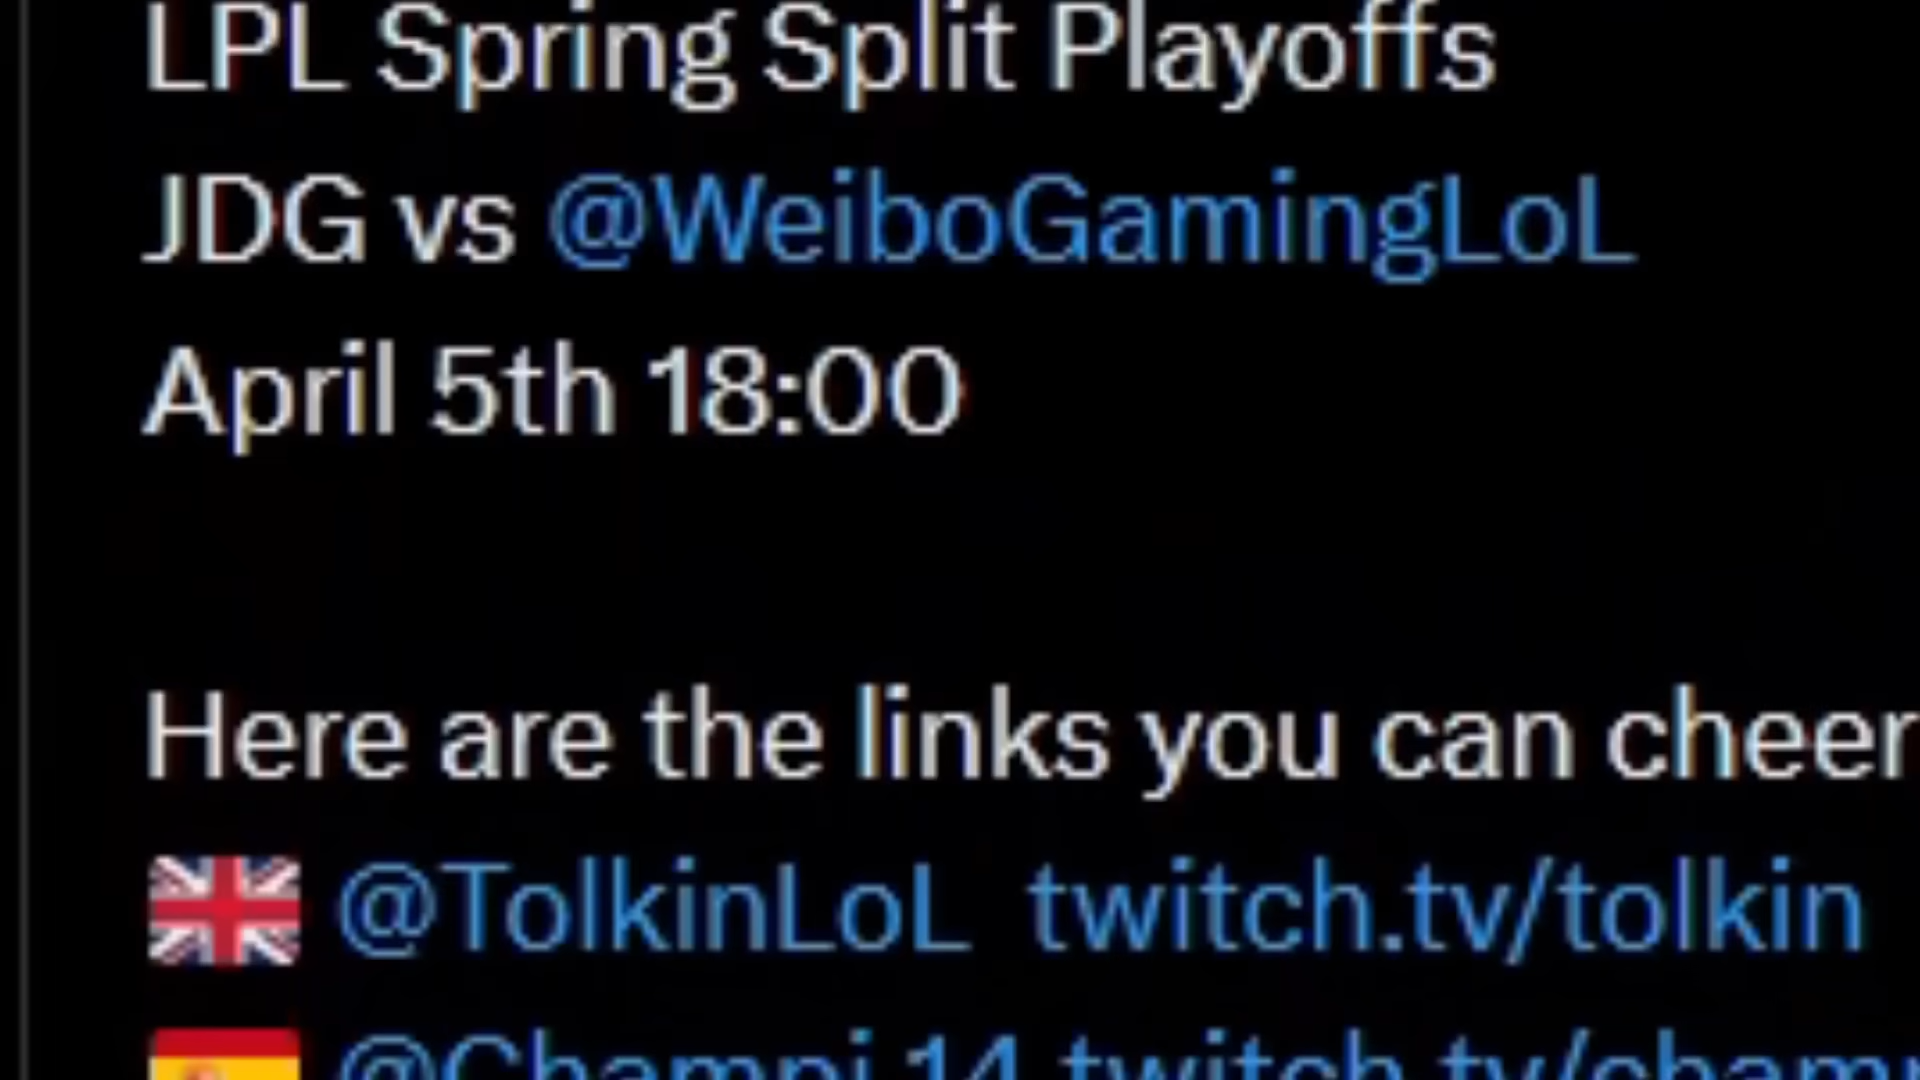 LPL Spring Split Playoffs
JDG vs @WeiboGamingLoL
April 5th 18:00
Here are the links you can cheer
🇬🇧 @TolkinLoL twitch.tv/tolkin
🇪🇸